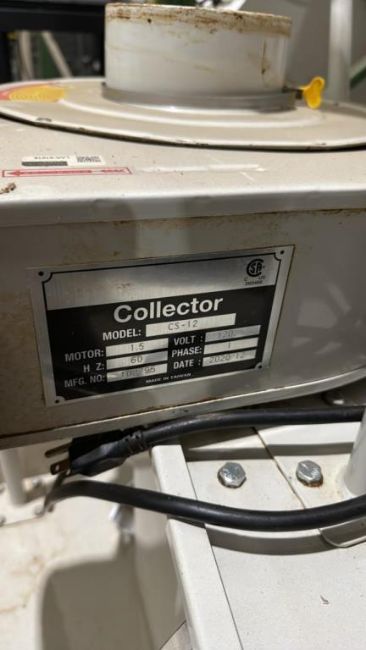 Collector
MODEL: CS-12
MOTOR: 1.5 VOLT :
H Z: 60 PHASE: 1
MFG. NO: DATE : 2020/12
MADE IN TAIWAN